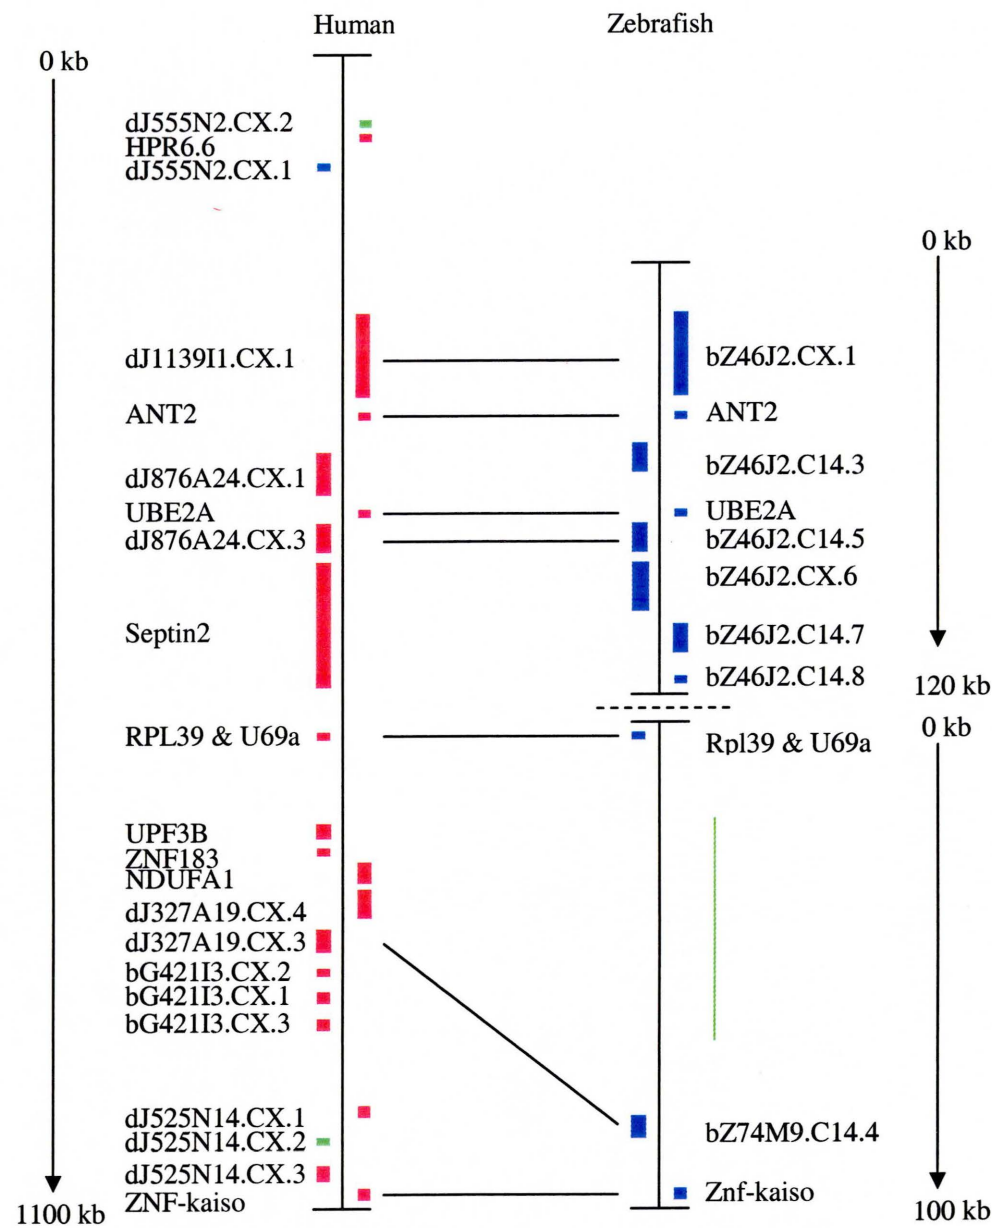 Human
Zebrafish
0 kb
dJ555N2.CX.2
HPR6.6
dJ555N2.CX.1
0 kb
dJ1139I1.CX.1
bZ46J2.CX.1
ANT2
ANT2
dJ876A24.CX.1
bZ46J2.C14.3
UBE2A
UBE2A
dJ876A24.CX.3
bZ46J2.C14.5
bZ46J2.CX.6
Septin2
bZ46J2.C14.7
bZ46J2.C14.8
120 kb
0 kb
RPL39 & U69a
Rpl39 & U69a
UPF3B
ZNF183
NDUFA1
dJ327A19.CX.4
dJ327A19.CX.3
bG421I3.CX.2
bG421I3.CX.1
bG421I3.CX.3
dJ525N14.CX.1
bZ74M9.C14.4
dJ525N14.CX.2
dJ525N14.CX.3
ZNF-kaiso
Znf-kaiso
1100 kb
100 kb